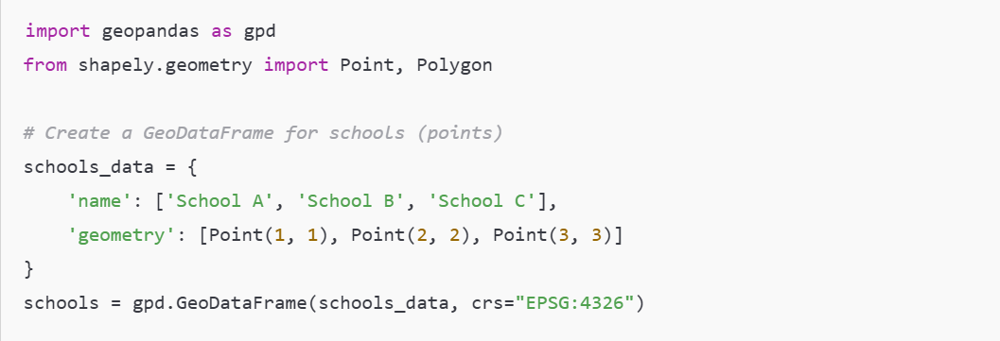 import geopandas as gpd
from shapely.geometry import Point, Polygon
# Create a GeoDataFrame for schools (points)
schools_data = {
    'name': ['School A', 'School B', 'School C'],
    'geometry': [Point(1, 1), Point(2, 2), Point(3, 3)]
}
schools = gpd.GeoDataFrame(schools_data, crs="EPSG:4326")